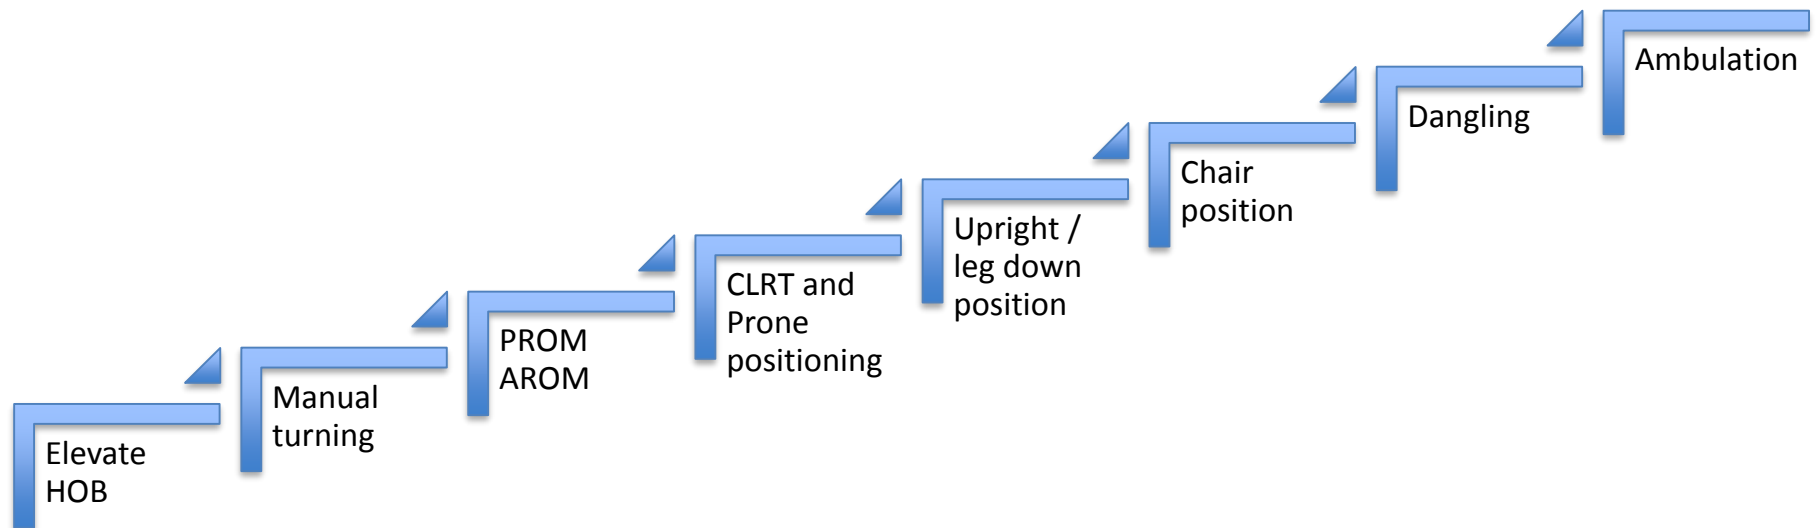 Elevate
HOB
Manual
turning
PROM
AROM
CLRT and
Prone
positioning
Upright /
leg down
position
Chair
position
Dangling
Ambulation